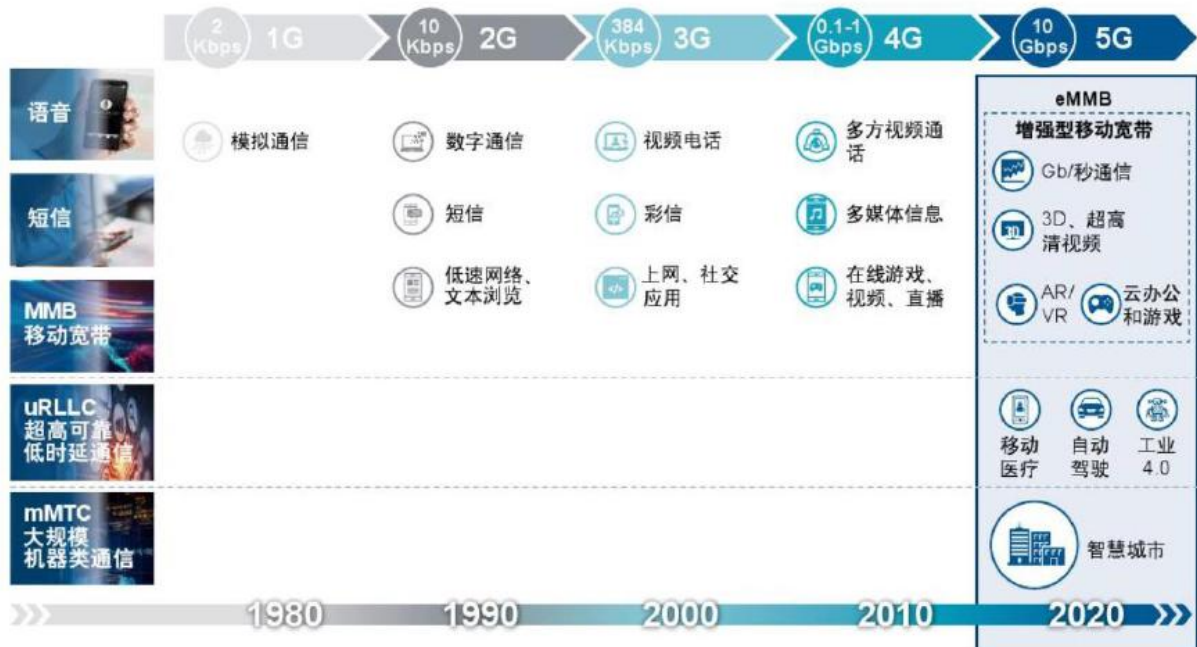 2
Kbps 1G
10
Kbps 2G
384
Kbps 3G
0.1-1
Gbps 4G
10
Gbps 5G
语音
模拟通信
数字通信
视频电话
多方视频通
话
eMMB
增强型移动宽带
Gb/秒通信
短信
短信
彩信
多媒体信息
3D
3D、超高
清视频
MMB
移动宽带
低速网络、
文本浏览
上网、社交
应用
在线游戏、
视频、直播
AR/
VR
云办公
和游戏
uRLLC
超高可靠
低时延通信
移动
医疗
自动
驾驶
工业
4.0
mMTC
大规模
机器类通信
智慧城市
1980
1990
2000
2010
2020